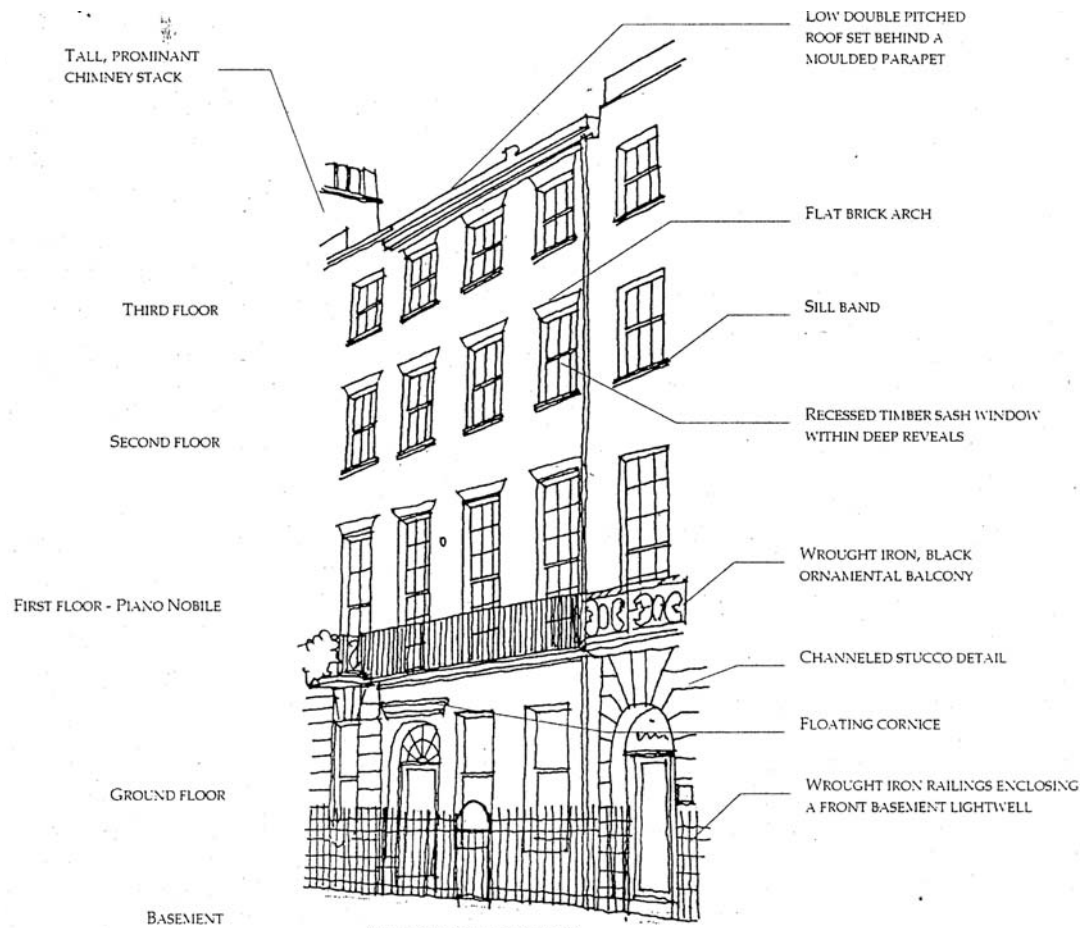 TALL, PROMINANT
CHIMNEY STACK
THIRD FLOOR
SECOND FLOOR
FIRST FLOOR - PIANO NOBILE
GROUND FLOOR
BASEMENT
LOW DOUBLE PITCHED
ROOF SET BEHIND A
MOULDED PARAPET
FLAT BRICK ARCH
SILL BAND
RECESSED TIMBER SASH WINDOW
WITHIN DEEP REVEALS
WROUGHT IRON, BLACK
ORNAMENTAL BALCONY
CHANNELED STUCCO DETAIL
FLOATING CORNICE
WROUGHT IRON RAILINGS ENCLOSING
A FRONT BASEMENT LIGHTWELL